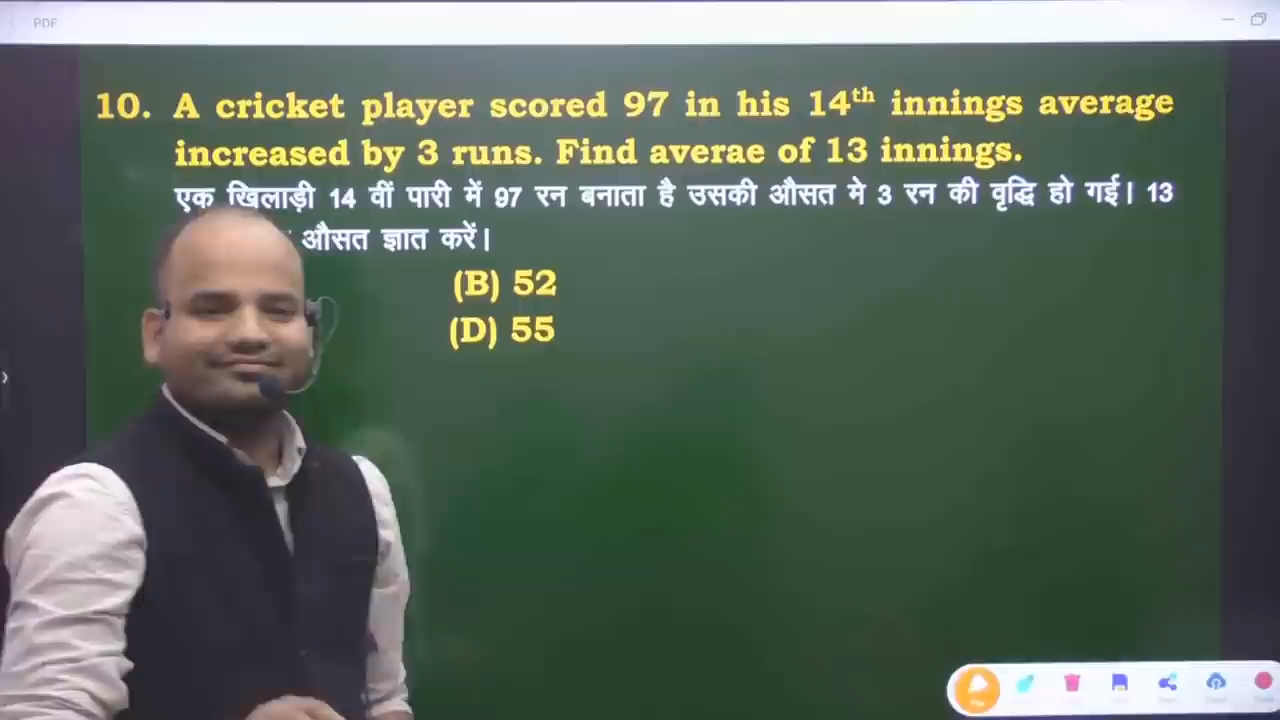 PDF
10. A cricket player scored 97 in his 14th innings average
increased by 3 runs. Find averae of 13 innings.
एक खिलाड़ी 14 वीं पारी में 97 रन बनाता है उसकी औसत मे 3 रन की वृद्धि हो गई। 13
औसत ज्ञात करें।
(B) 52
(D) 55